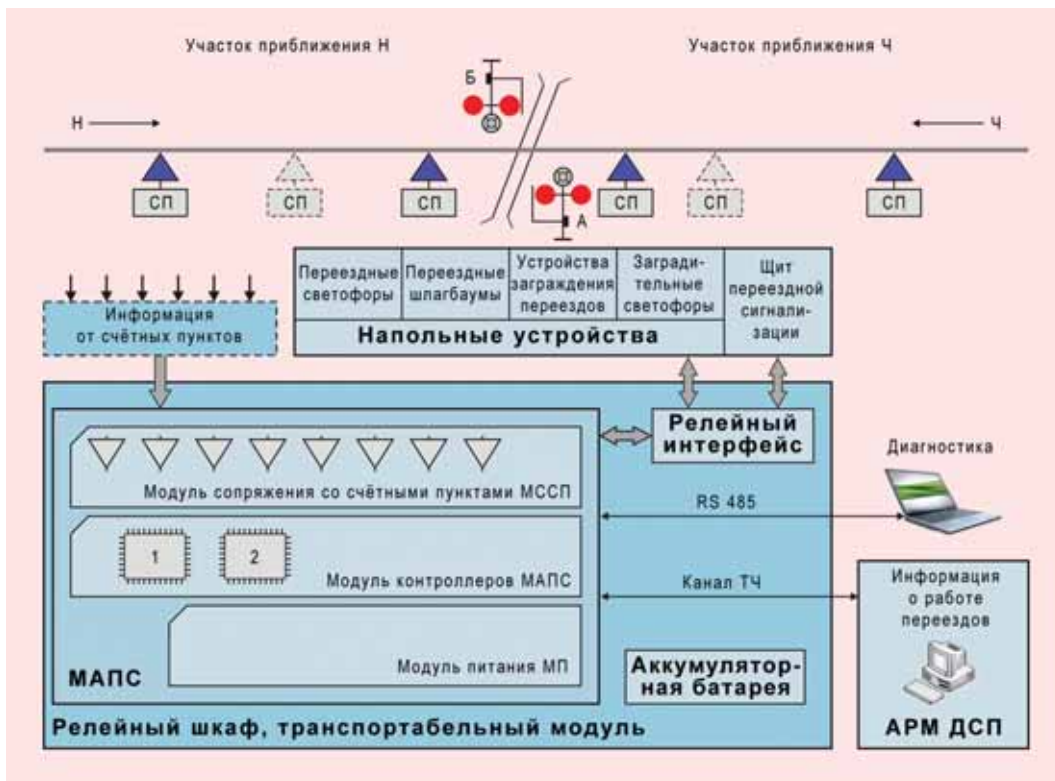 Участок приближения Н
Участок приближения Ч
Б
Н
Ч
СП
СП
СП
СП
СП
СП
А
Переездные
светофоры
Переездные
шлагбаумы
Устройства
заграждения
переездов
Загради-
тельные
светофоры
Щит
переездной
сигнали-
зации
Напольные устройства
Информация
от счётных пунктов
Релейный
интерфейс
Модуль сопряжения со счётными пунктами МССП
Диагностика
RS 485
1
2
Модуль контроллеров МАПС
Канал ТЧ
Информация
о работе
переездов
Модуль питания МП
МАПС
Аккумулятор-
ная батарея
Релейный шкаф, транспортабельный модуль
АРМ ДСП